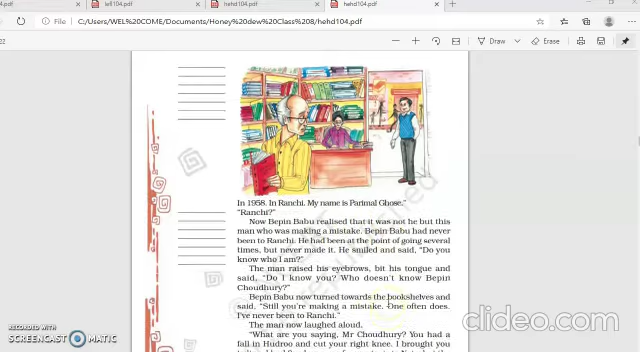 lell104.pdf
hehd104.pdf
hehd104.pdf
C:/Users/WEL%20COME/Documents/Honey%20dew%20Class%208/hehd104.pdf
22
Draw
Erase
In 1958. In Ranchi. My name is Parimal Ghose."
"Ranchi?"
Now Bepin Babu realised that it was not he but this
man who was making a mistake. Bepin Babu had never
been to Ranchi. He had been at the point of going several
times, but never made it. He smiled and said, "Do you
know who I am?"
The man raised his eyebrows, bit his tongue and
said, "Do I know you? Who doesn't know Bepin
Choudhury?"
Bepin Babu now turned towards the bookshelves and
said, "Still you're making a mistake. One often does.
I've never been to Ranchi."
The man now laughed aloud.
"What are you saying, Mr Choudhury? You had a
fall in Hudroo and cut your right knee. I brought you
RECORDED WITH
SCREENCAST MATIC
clideo.com